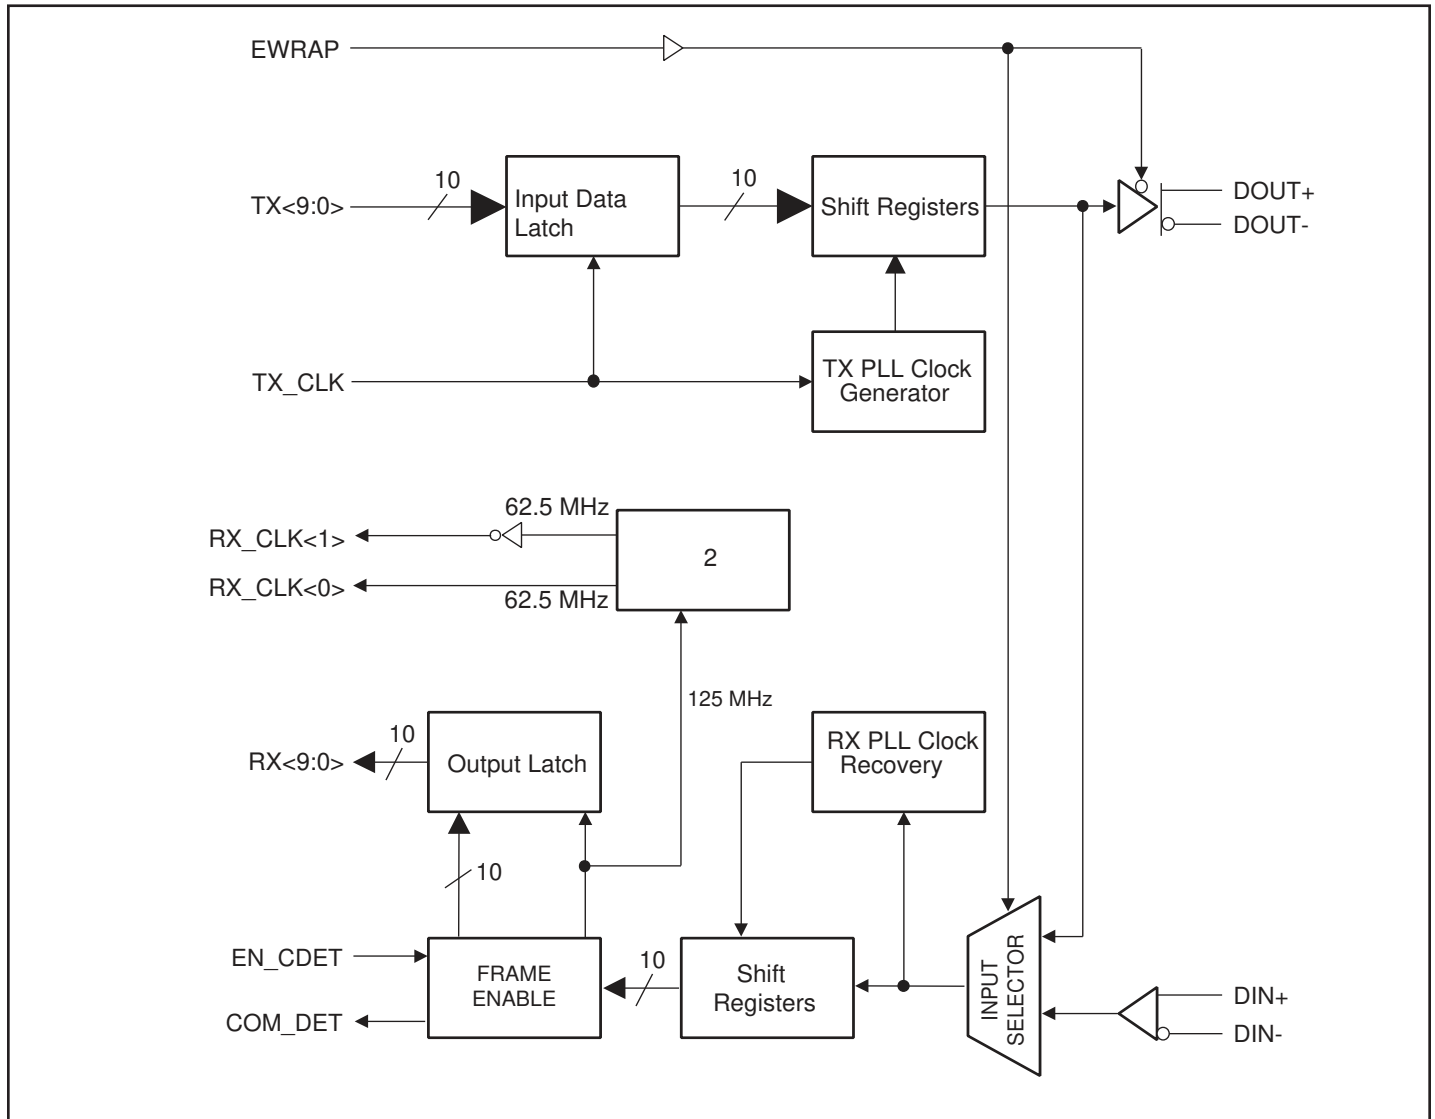 EWRAP
TX<9:0>
10
Input Data
Latch
10
Shift Registers
DOUT+
DOUT-
TX_CLK
TX PLL Clock
Generator
62.5 MHz
RX_CLK<1>
2
RX_CLK<0>
62.5 MHz
125 MHz
RX<9:0>
10
Output Latch
RX PLL Clock
Recovery
10
EN_CDET
COM_DET
FRAME
ENABLE
10
Shift
Registers
INPUT
SELECTOR
DIN+
DIN-